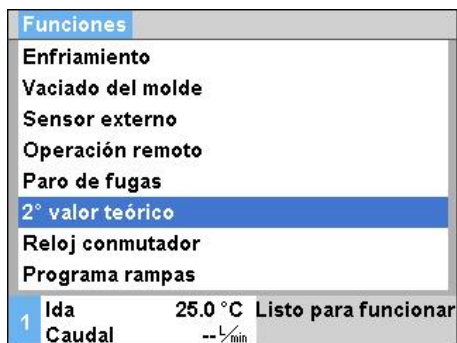 Funciones
Enfriamiento
Vaciado del molde
Sensor externo
Operación remoto
Paro de fugas
2° valor teórico
Reloj conmutador
Programa rampas
1 Ida 25.0 °C Listo para funcionar
Caudal -- L/min